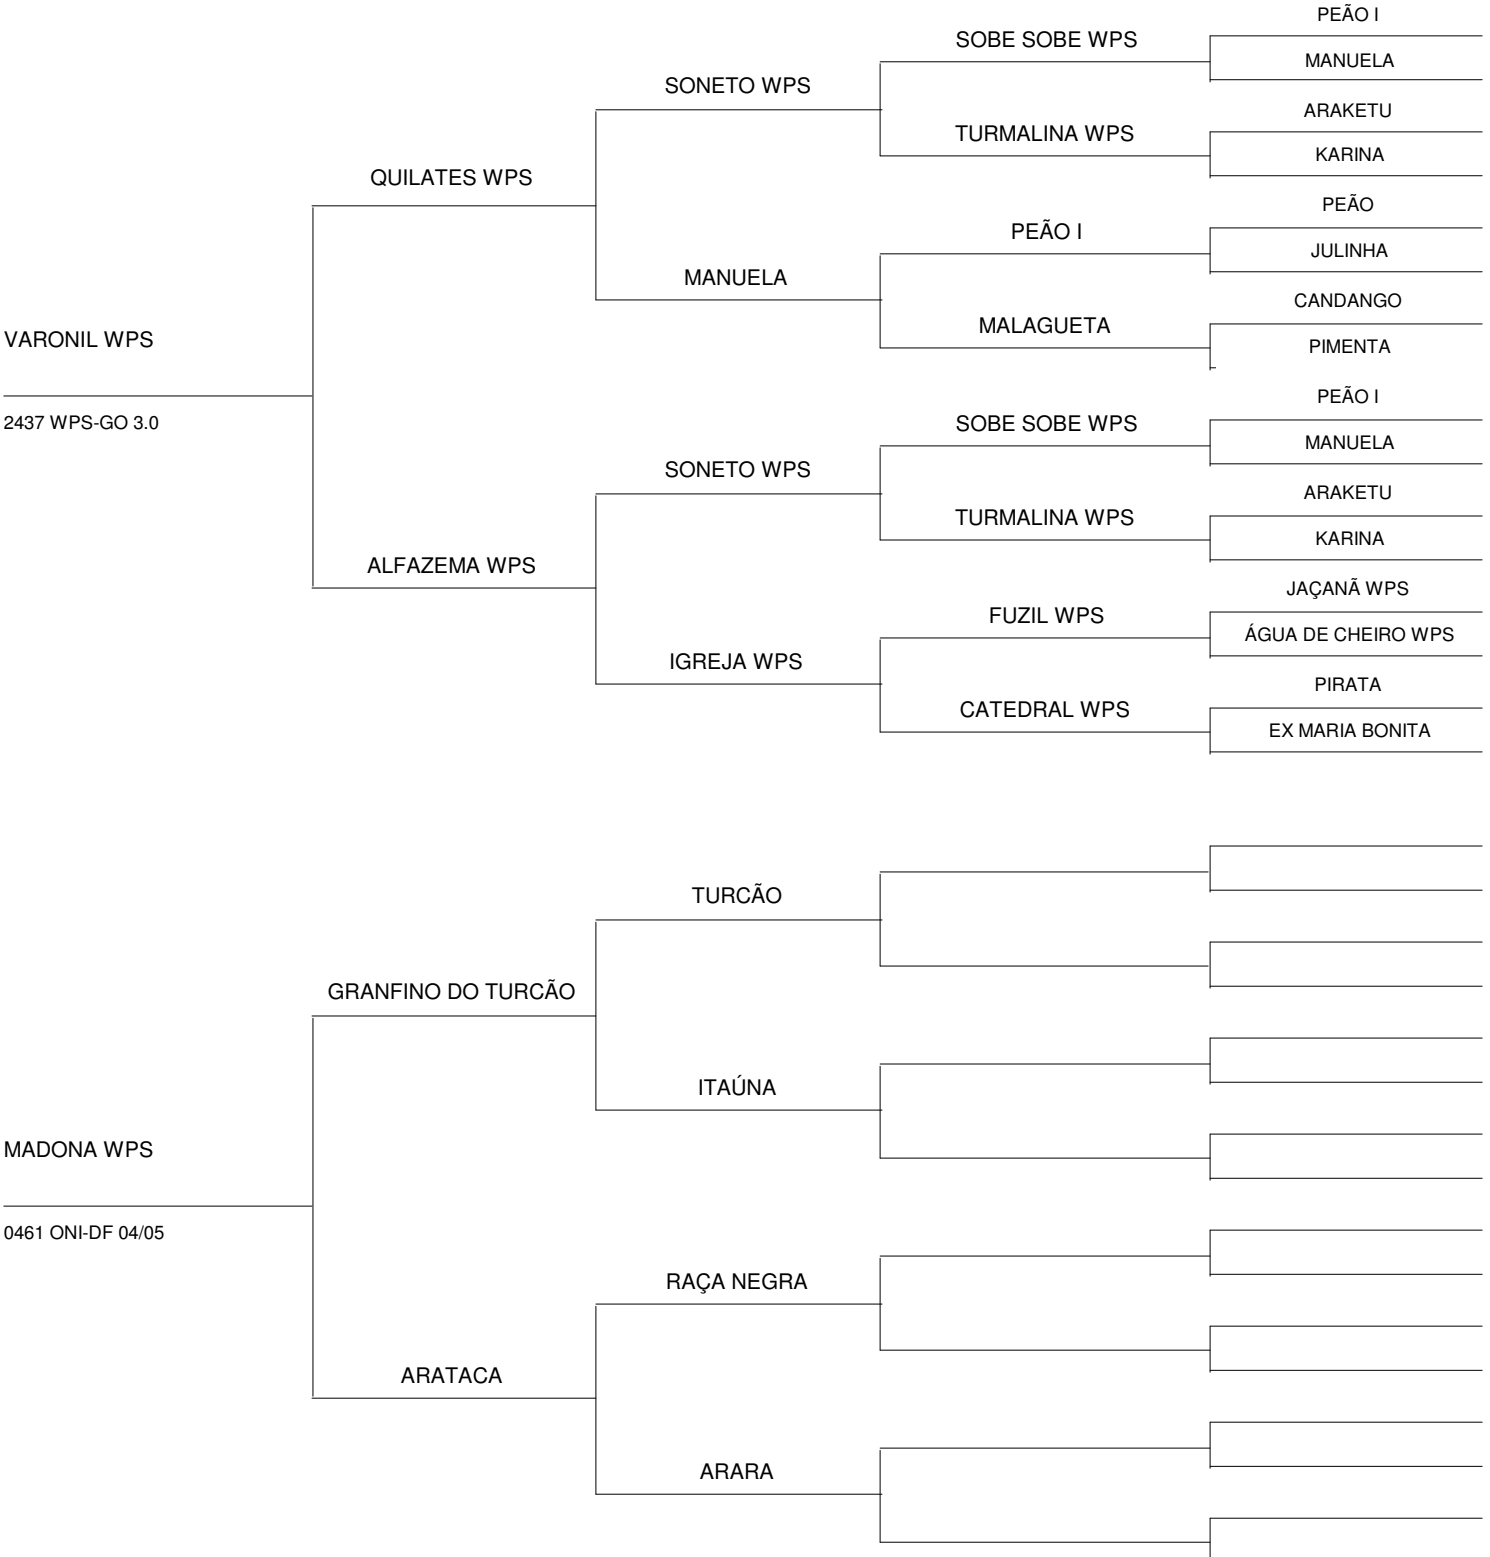 PEÃO I
SOBE SOBE WPS
MANUELA
SONETO WPS
ARAKETU
TURMALINA WPS
KARINA
QUILATES WPS
PEÃO
PEÃO I
JULINHA
MANUELA
CANDANGO
MALAGUETA
PIMENTA
VARONIL WPS
2437 WPS-GO 3.0
PEÃO I
SOBE SOBE WPS
MANUELA
SONETO WPS
ARAKETU
TURMALINA WPS
KARINA
ALFAZEMA WPS
JAÇANÃ WPS
FUZIL WPS
ÁGUA DE CHEIRO WPS
IGREJA WPS
PIRATA
CATEDRAL WPS
EX MARIA BONITA
TURCÃO
GRANFINO DO TURCÃO
ITAÚNA
MADONA WPS
0461 ONI-DF 04/05
RAÇA NEGRA
ARATACA
ARARA